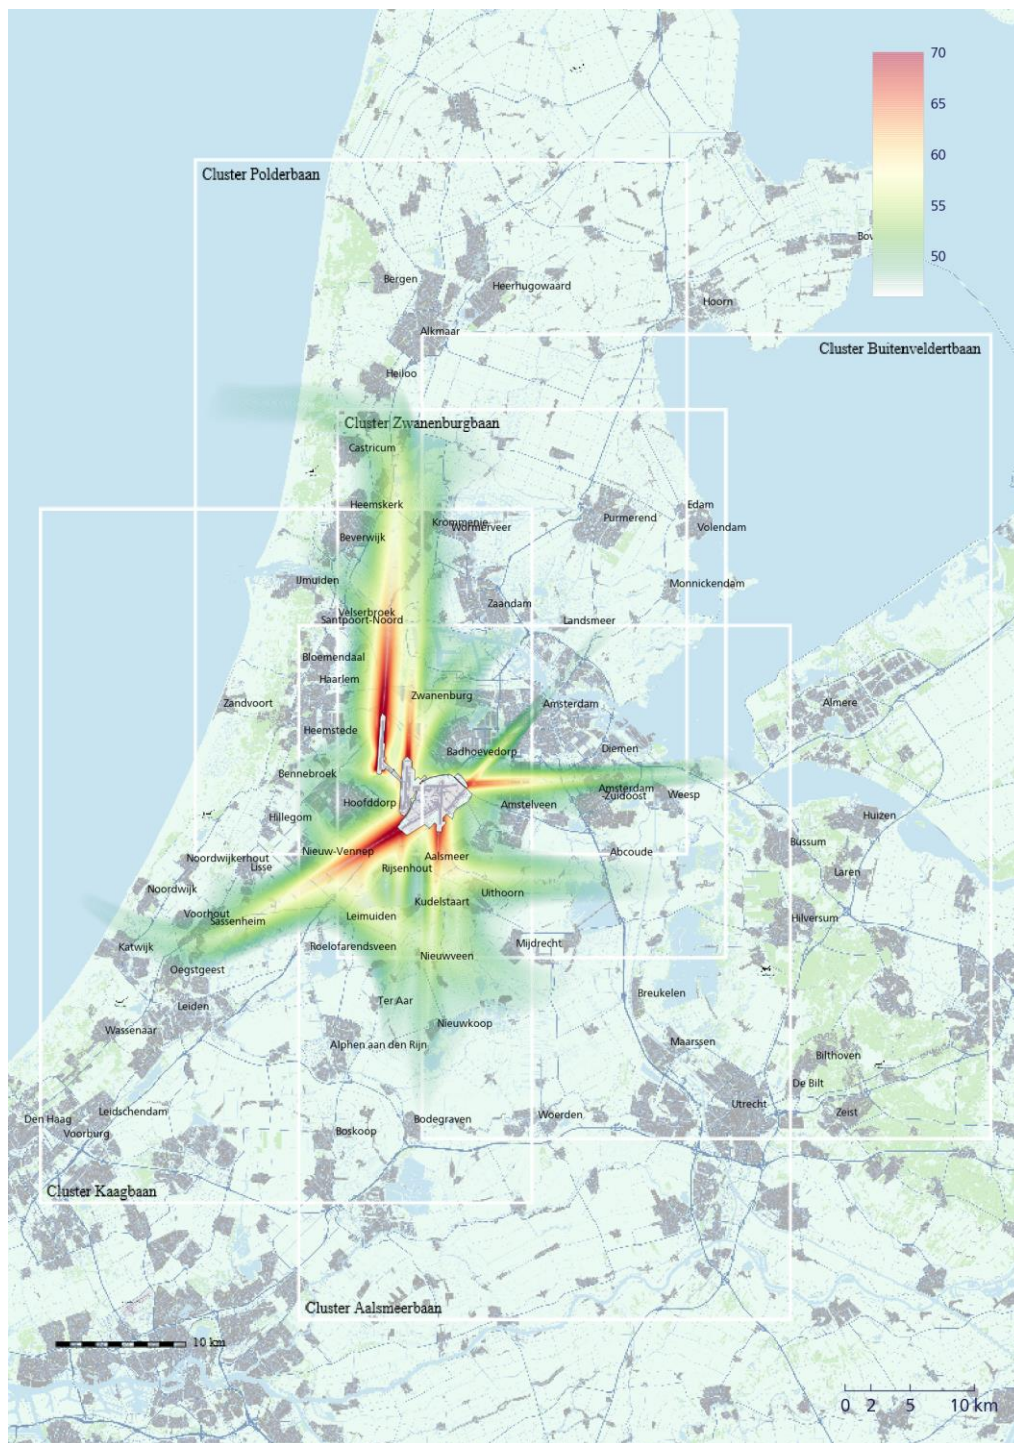 70
65
60
55
50
Cluster Polderbaan
Bergen
Heerhugowaard
Hoorn
Alkmaar
Cluster Buitenveldertbaan
Heiloo
Cluster Zwanenburgbaan
Castricum
Heemskerk
Edam
Krommenie
Wormerveer
Purmerend
Volendam
Beverwijk
IJmuiden
Monnickendam
Zaandam
Velserbroek
Santpoort-Noord
Landsmeer
Bloemendaal
Haarlem
Zandvoort
Zwanenburg
Amsterdam
Almere
Heemstede
Badhoevedorp
Diemen
Bennebroek
Amsterdam
-Zuidoost
Weesp
Hoofddorp
Amstelveen
Hillegom
Huizen
Bussum
Nieuw-Vennep
Aalsmeer
Abcoude
Noordwijkerhout
Lisse
Rijsenhout
Laren
Noordwijk
Uithoorn
Kudelstaart
Voorhout
Sassenheim
Leimuiden
Hilversum
Katwijk
Roelofarendsveen
Mijdrecht
Nieuwveen
Oegstgeest
Breukelen
Leiden
Ter Aar
Wassenaar
Nieuwkoop
Alphen aan den Rijn
Maarssen
Bilthoven
De Bilt
Utrecht
Zeist
Leidschendam
Den Haag
Voorburg
Bodegraven
Woerden
Boskoop
Cluster Kaagbaan
Cluster Aalsmeerbaan
10 km
0 2 5 10 km